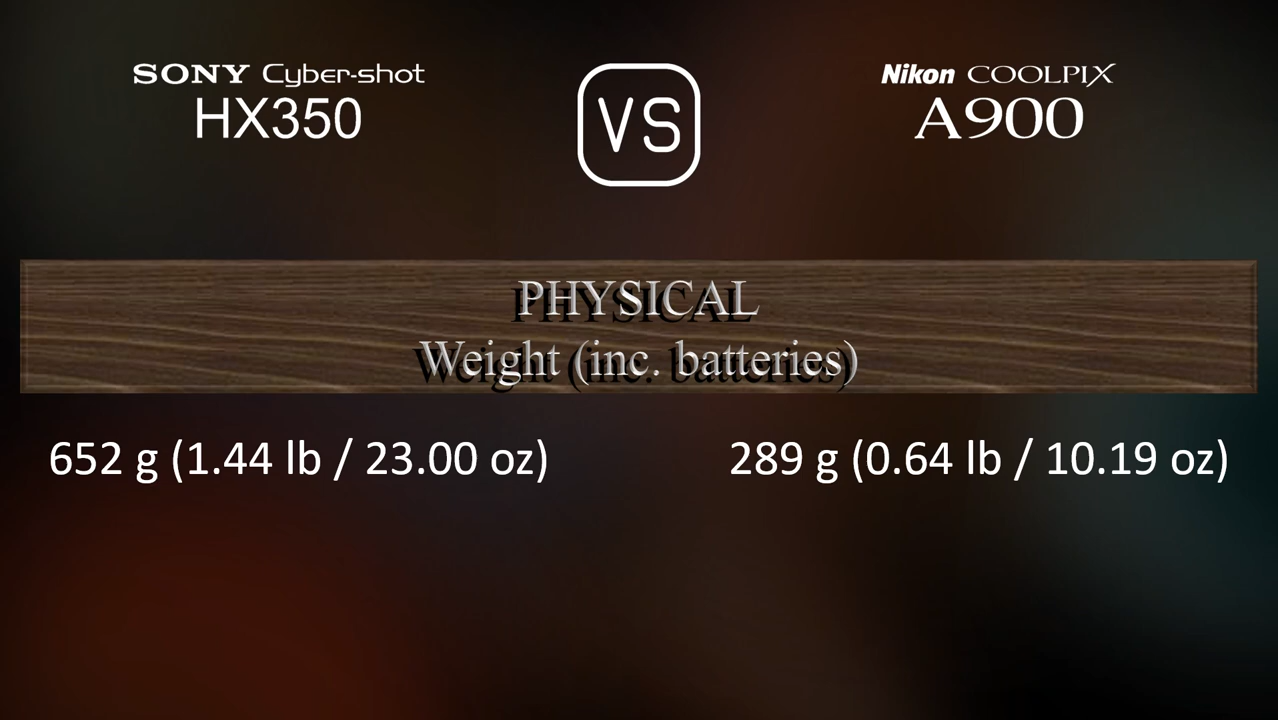 SONY Cyber-shot
HX350
VS
Nikon COOLPIX
A900
PHYSICAL
Weight (inc. batteries)
652 g (1.44 lb / 23.00 oz)
289 g (0.64 lb / 10.19 oz)